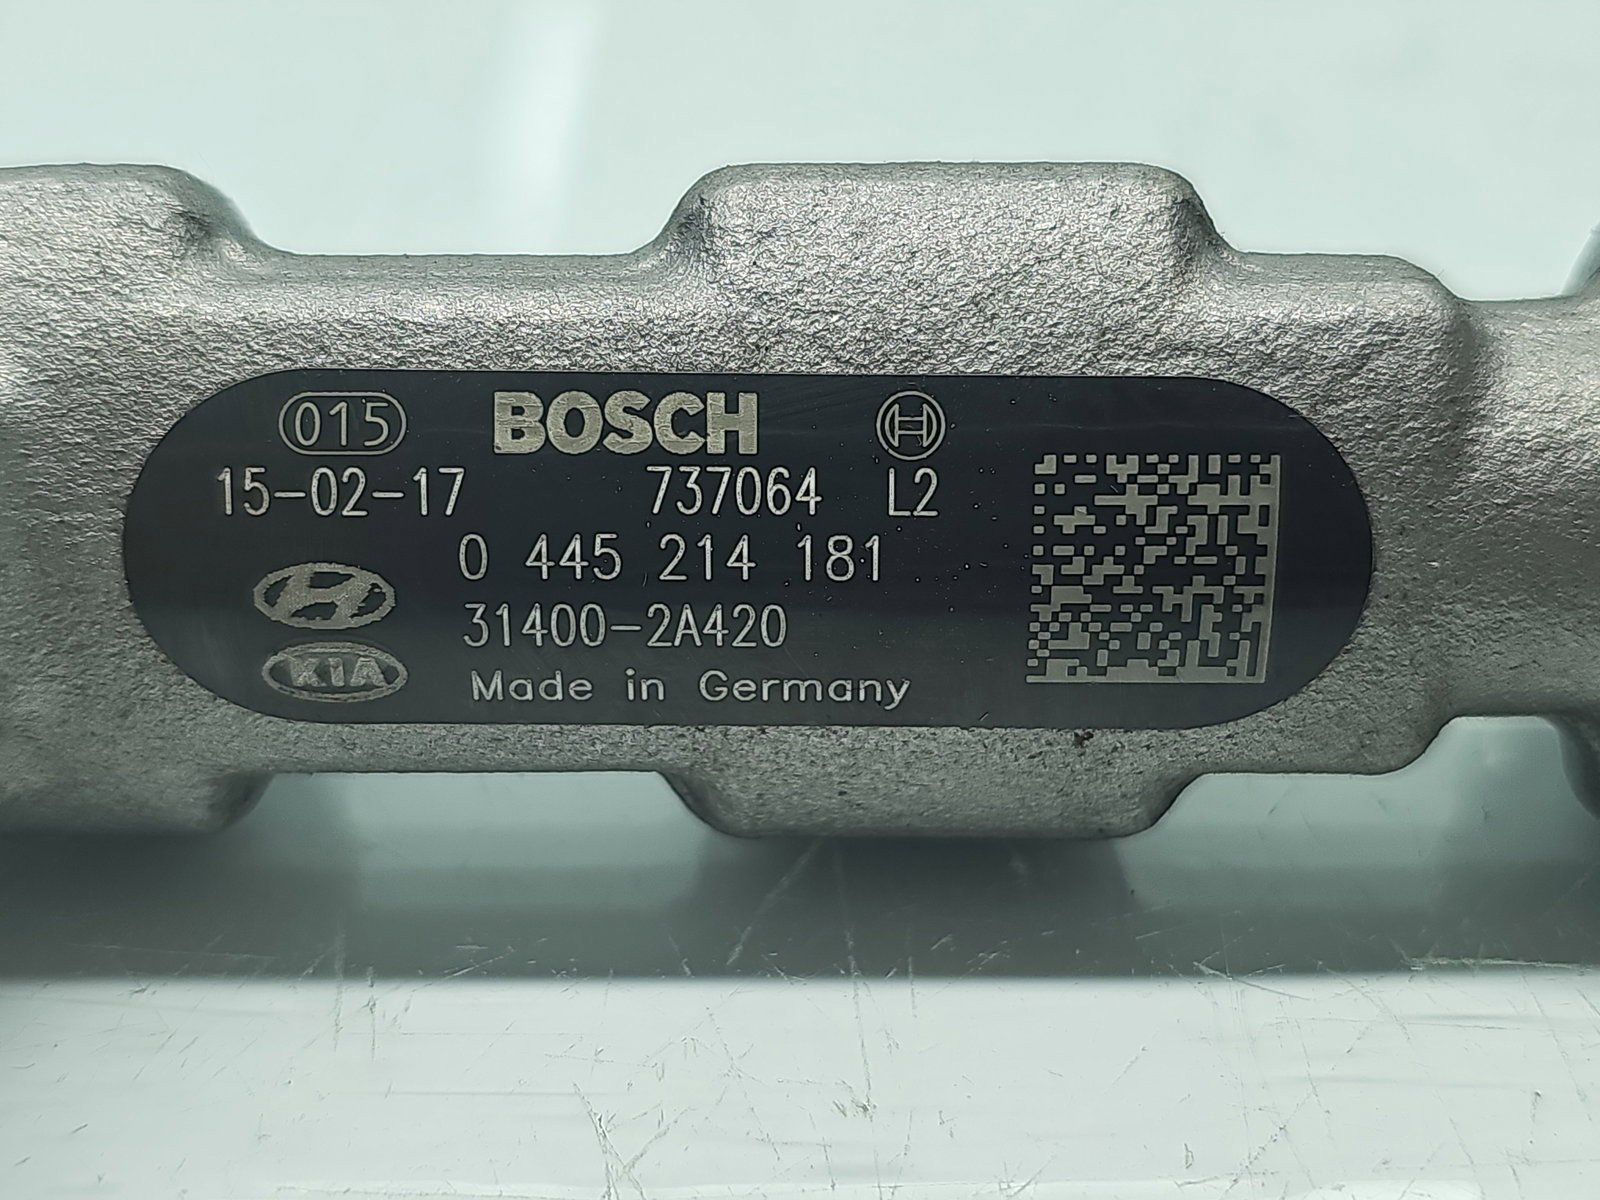 015 BOSCH
15-02-17 737064 L2
0 445 214 181
31400-2A420
KIA Made in Germany